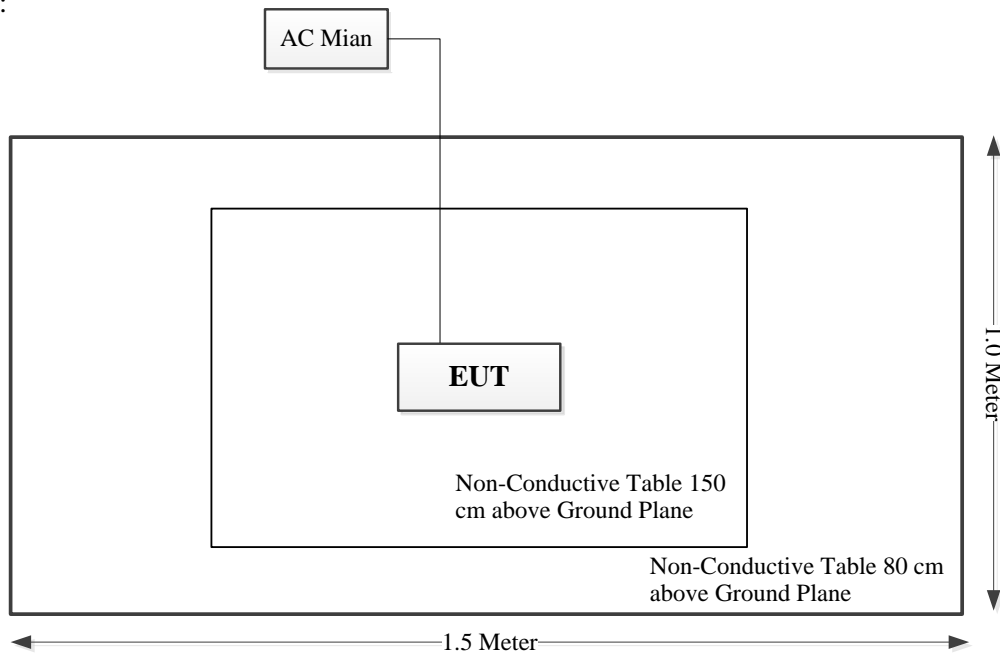 :
AC Mian
EUT
1.0 Meter
Non-Conductive Table 150
cm above Ground Plane
Non-Conductive Table 80 cm
above Ground Plane
1.5 Meter